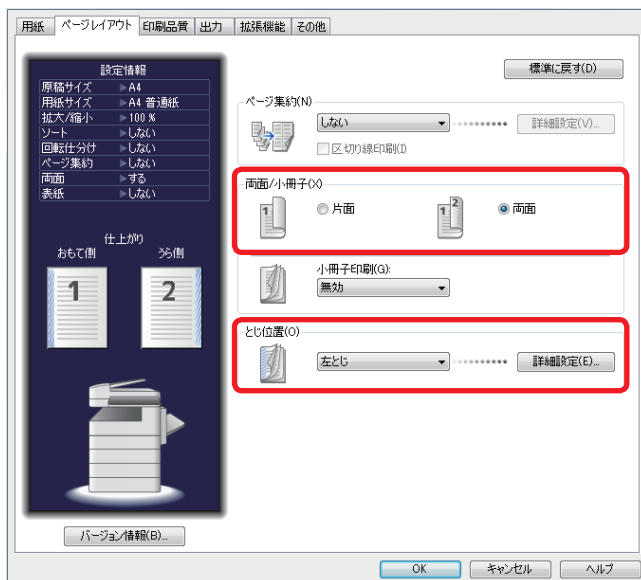 用紙 ページレイアウト 印刷品質 出力 拡張機能 その他
設定情報
原稿サイズ ▶A4
用紙サイズ ▶A4 普通紙
拡大/縮小 ▶100 %
ソート ▶しない
回転仕分け ▶しない
ページ集約 ▶しない
両面 ▶する
表紙 ▶しない
仕上がり
おもて側 うら側
1 2
バージョン情報(B)...
標準に戻す(D)
ページ集約(N)
しない 詳細設定(V)...
区切り線印刷(I)
両面/小冊子(X)
1 片面 1 2 両面
小冊子印刷(G):
無効
とじ位置(O)
左とじ 詳細設定(E)...
OK キャンセル ヘルプ